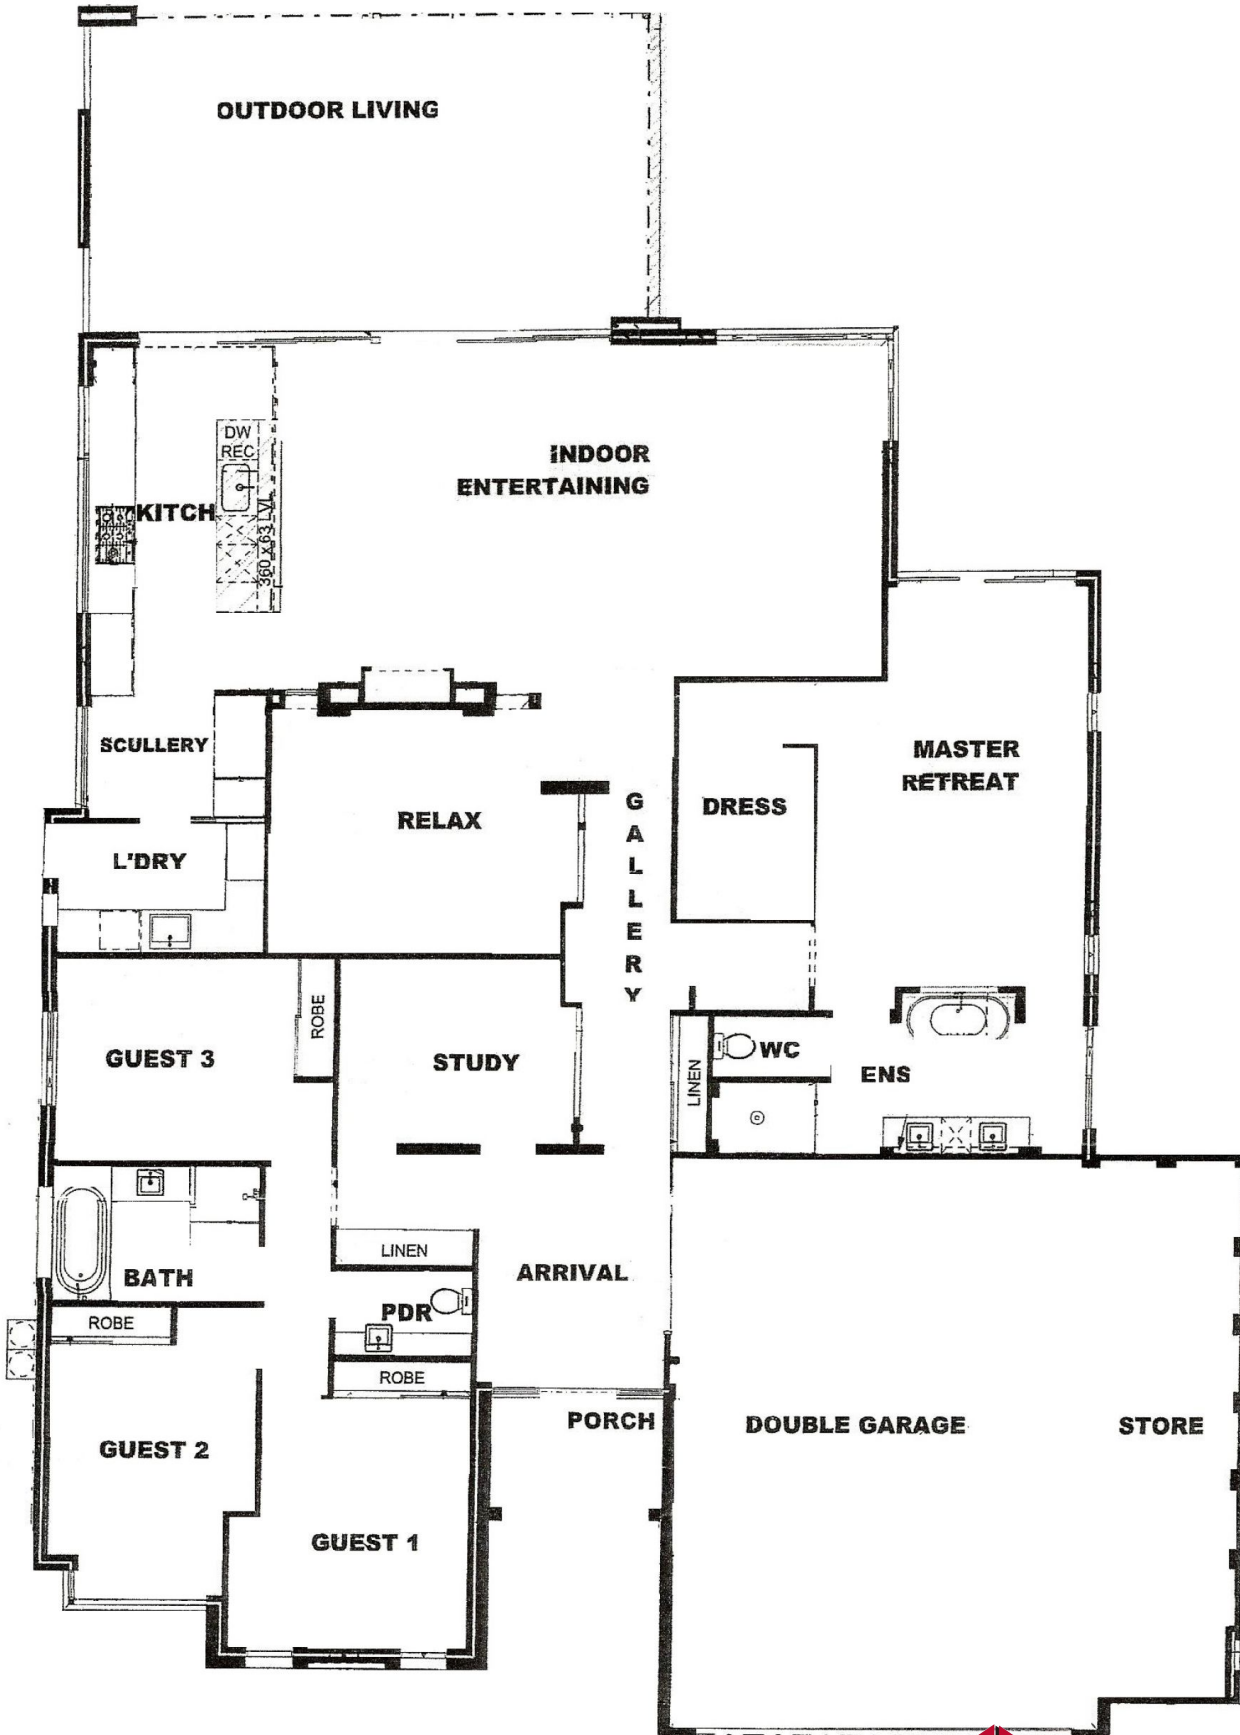 OUTDOOR LIVING
DW
REC
INDOOR
ENTERTAINING
KITCH
360 x 63 LVL
SCULLERY
MASTER
RETREAT
DRESS
RELAX
GALLERY
L'DRY
ROBE
GUEST 3
STUDY
LINEN
WC
ENS
LINEN
ARRIVAL
BATH
PDR
ROBE
ROBE
PORCH
DOUBLE GARAGE
STORE
GUEST 2
GUEST 1